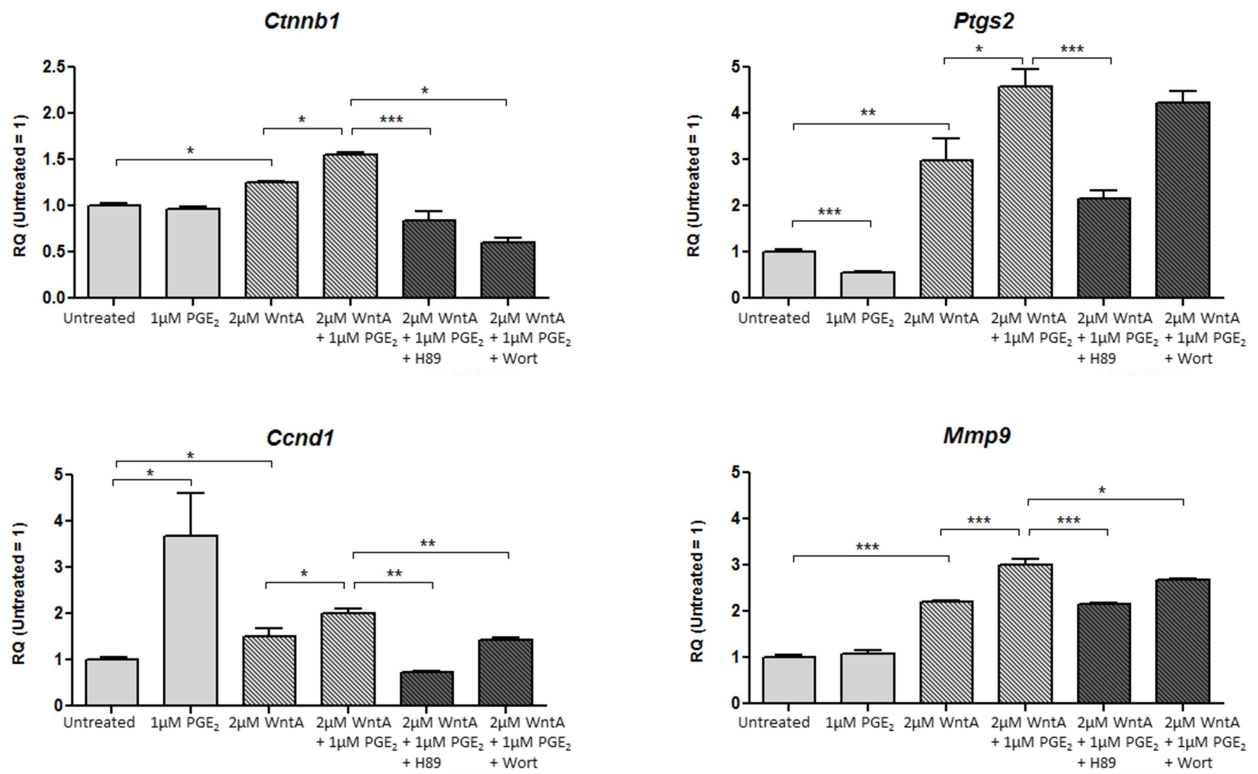 Ctnnb1
RQ (Untreated = 1)
2.5
2.0
1.5
1.0
0.5
0.0
*
*
***
*
Untreated 1µM PGE₂ 2µM WntA 2µM WntA 2µM WntA 2µM WntA
+ 1µM PGE₂ + 1µM PGE₂ + 1µM PGE₂
+ H89 + Wort
Ptgs2
RQ (Untreated = 1)
5
4
3
2
1
0
***
**
*
***
Untreated 1µM PGE₂ 2µM WntA 2µM WntA 2µM WntA 2µM WntA
+ 1µM PGE₂ + 1µM PGE₂ + 1µM PGE₂
+ H89 + Wort
Ccnd1
RQ (Untreated = 1)
5
4
3
2
1
0
*
*
*
**
**
Untreated 1µM PGE₂ 2µM WntA 2µM WntA 2µM WntA 2µM WntA
+ 1µM PGE₂ + 1µM PGE₂ + 1µM PGE₂
+ H89 + Wort
Mmp9
RQ (Untreated = 1)
5
4
3
2
1
0
***
***
***
*
Untreated 1µM PGE₂ 2µM WntA 2µM WntA 2µM WntA 2µM WntA
+ 1µM PGE₂ + 1µM PGE₂ + 1µM PGE₂
+ H89 + Wort